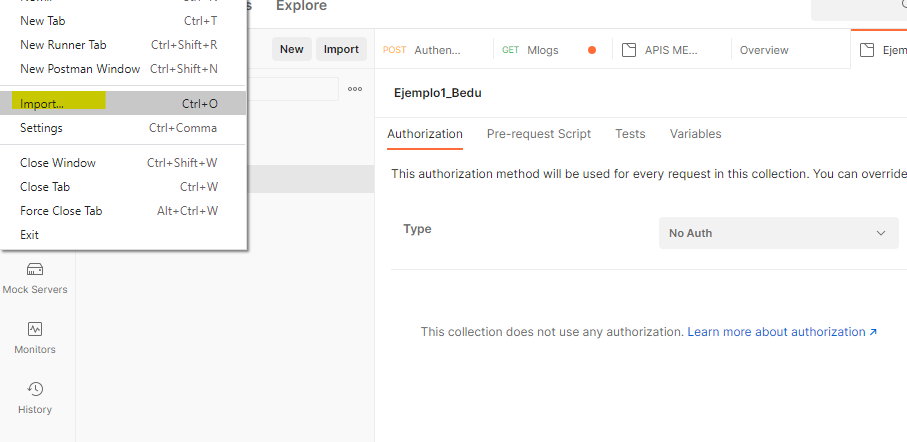 Explore
New Tab Ctrl+T
New Runner Tab Ctrl+Shift+R
New Postman Window Ctrl+Shift+N
Import... Ctrl+O
Settings Ctrl+Comma
Close Window Ctrl+Shift+W
Close Tab Ctrl+W
Force Close Tab Alt+Ctrl+W
Exit
New Import
Mock Servers
Monitors
History
POST Authen...
GET Mlogs
APIS ME...
Overview
Ejem
Ejemplo1_Bedu
Authorization Pre-request Script Tests Variables
This authorization method will be used for every request in this collection. You can override
Type No Auth
This collection does not use any authorization. Learn more about authorization ↗